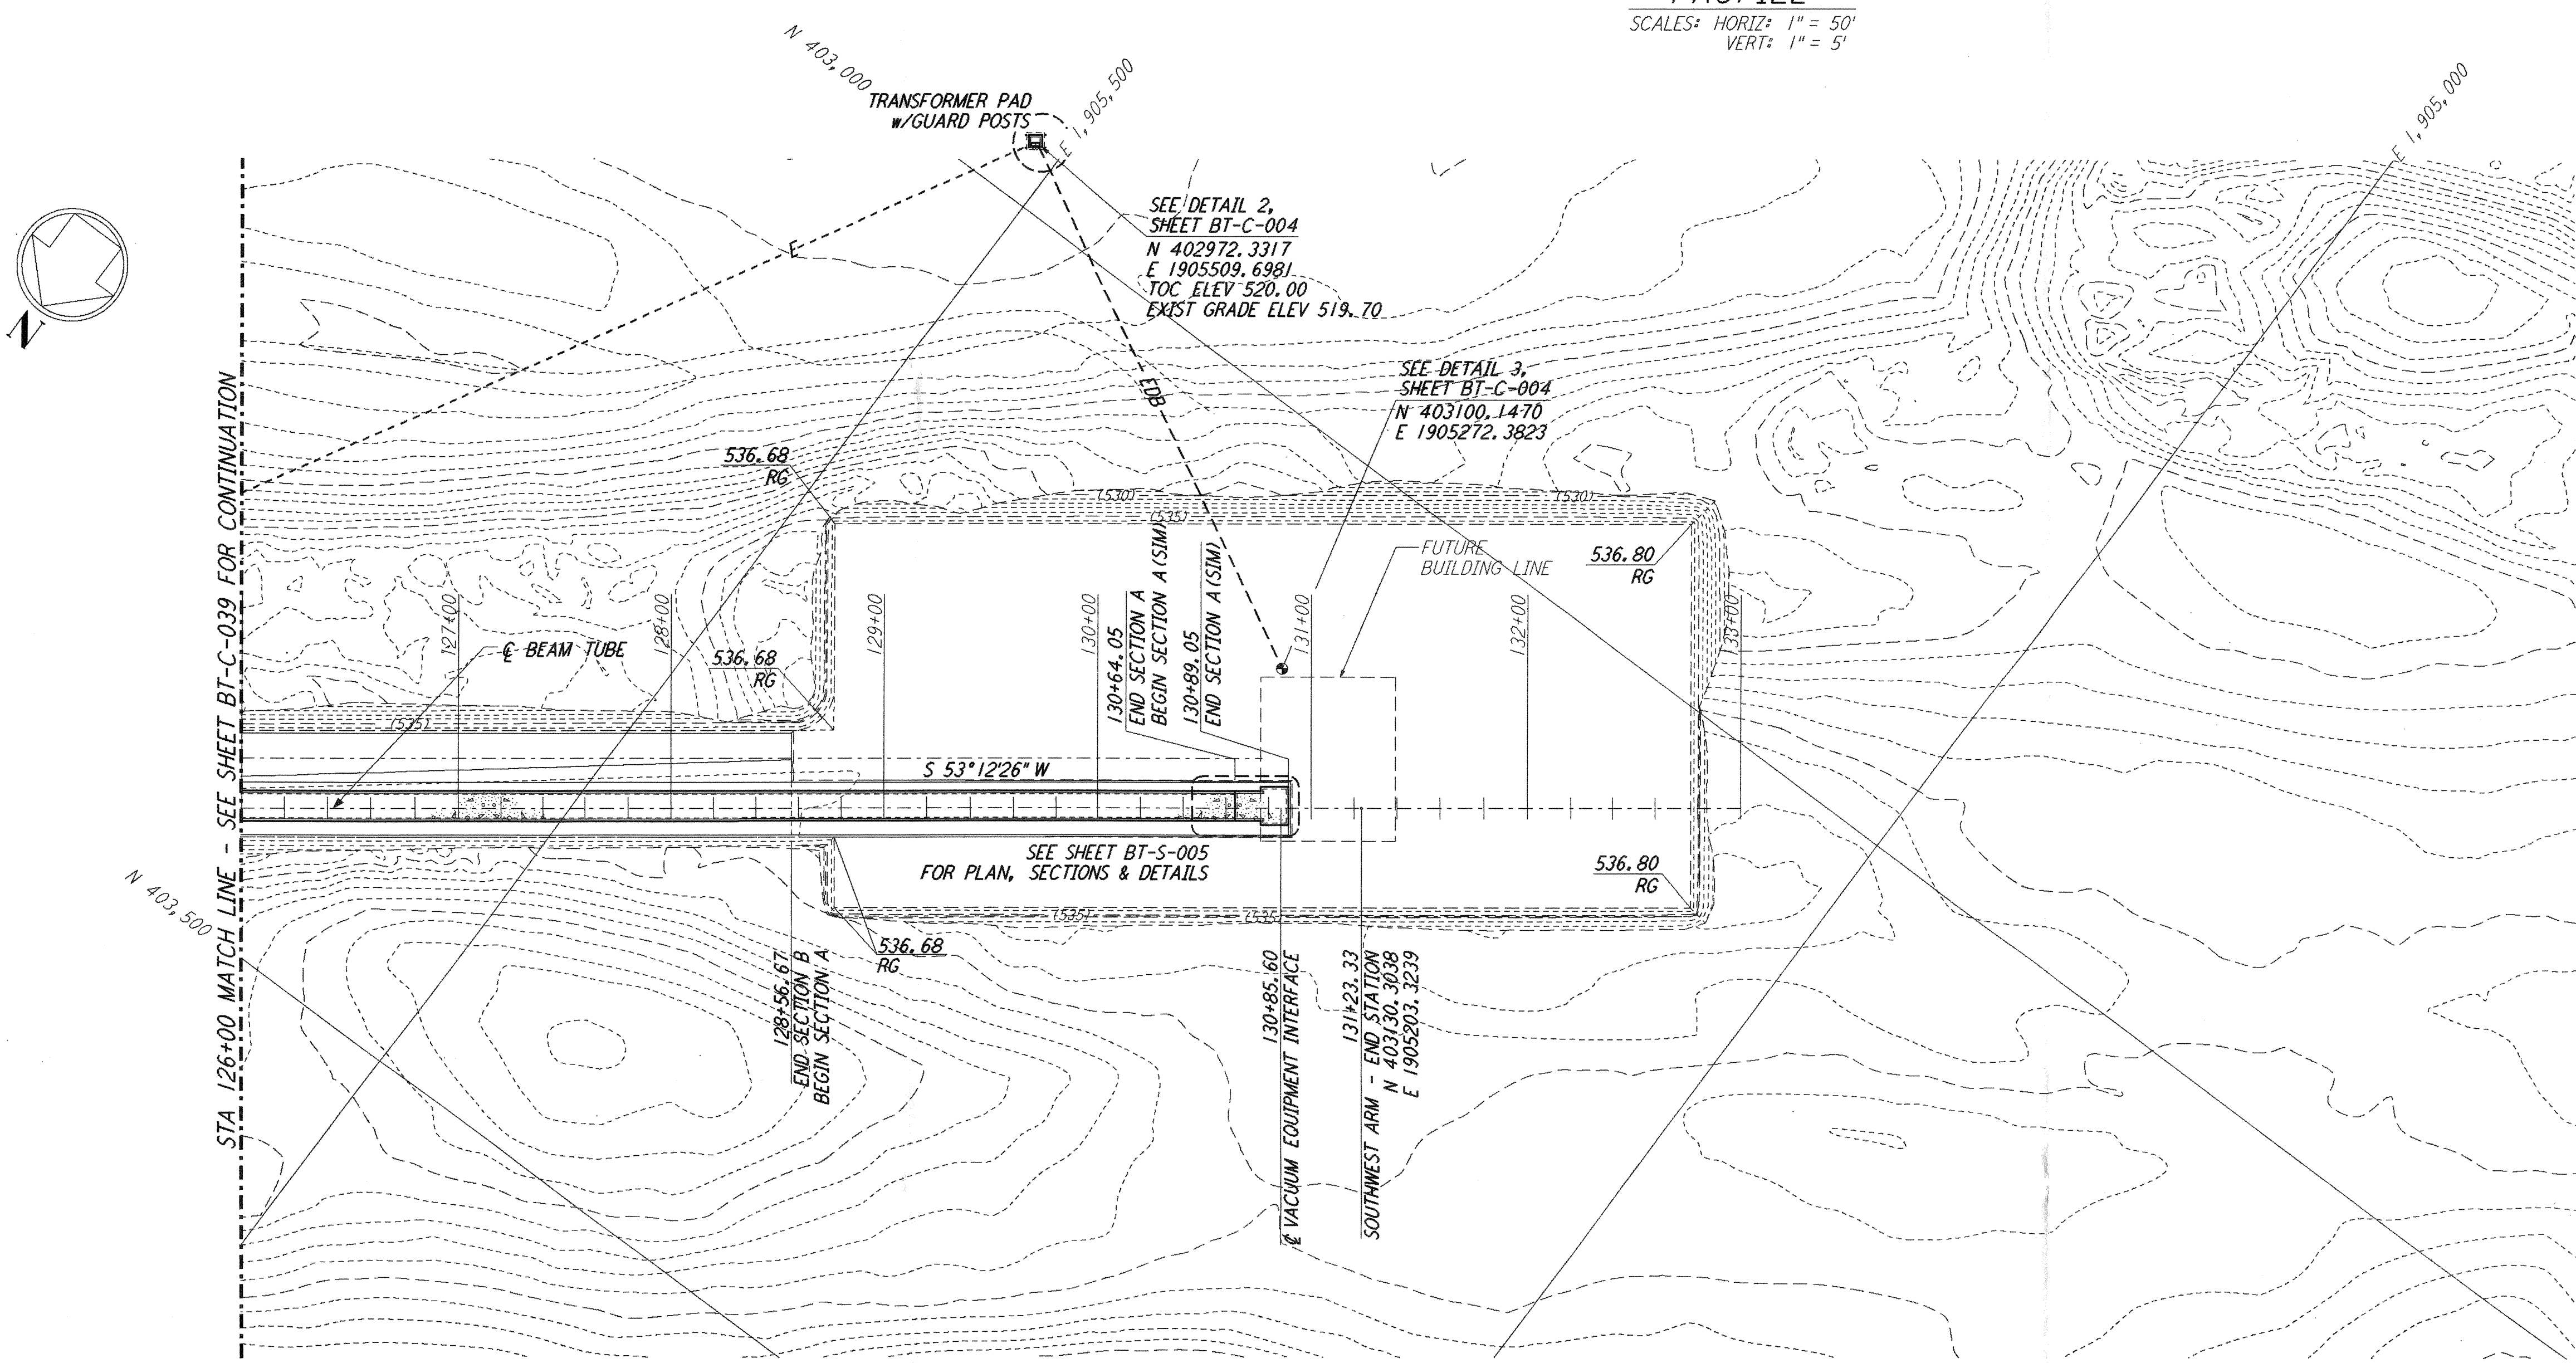 PROFILE
SCALES: HORIZ: 1" = 50'
VERT: 1" = 5'
N 403,000
TRANSFORMER PAD
w/GUARD POSTS
E 1,905,500
E 1,905,000
SEE DETAIL 2,
SHEET BT-C-004
N 402972.3317
E 1905509.6981
TOC ELEV 520.00
EXIST GRADE ELEV 519.70
E
N
EDB
SEE DETAIL 3,
SHEET BT-C-004
N 403100.1470
E 1905272.3823
STA 126+00 MATCH LINE - SEE SHEET BT-C-039 FOR CONTINUATION
536.68
RG
(530)
(530)
(535)
FUTURE
BUILDING LINE
536.80
RG
127+00
128+00
129+00
130+00
131+00
132+00
133+00
℄ BEAM TUBE
536.68
RG
130+64.05
END SECTION A
BEGIN SECTION A(SIM)
130+89.05
END SECTION A(SIM)
(535)
S 53°12'26" W
SEE SHEET BT-S-005
FOR PLAN, SECTIONS & DETAILS
536.80
RG
N 403,500
(535)
(535)
536.68
RG
128+56.67
END SECTION B
BEGIN SECTION A
130+85.60
℄ VACUUM EQUIPMENT INTERFACE
131+23.33
SOUTHWEST ARM - END STATION
N 403130.3038
E 1905203.3239